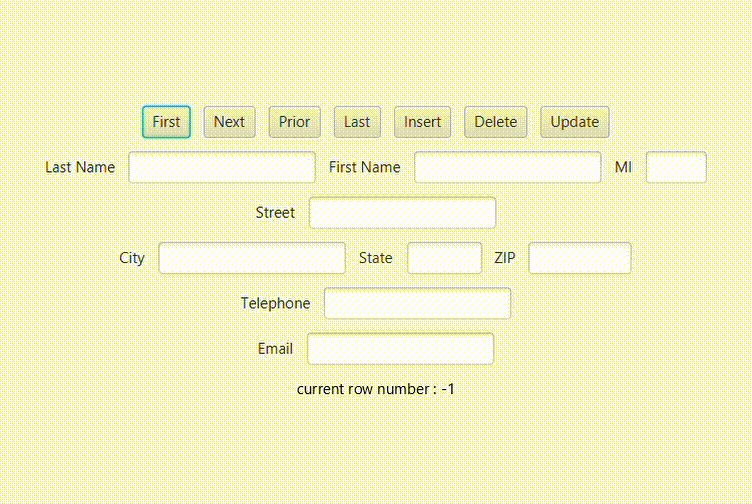 First Next Prior Last Insert Delete Update
Last Name First Name MI
Street
City State ZIP
Telephone
Email
current row number : -1